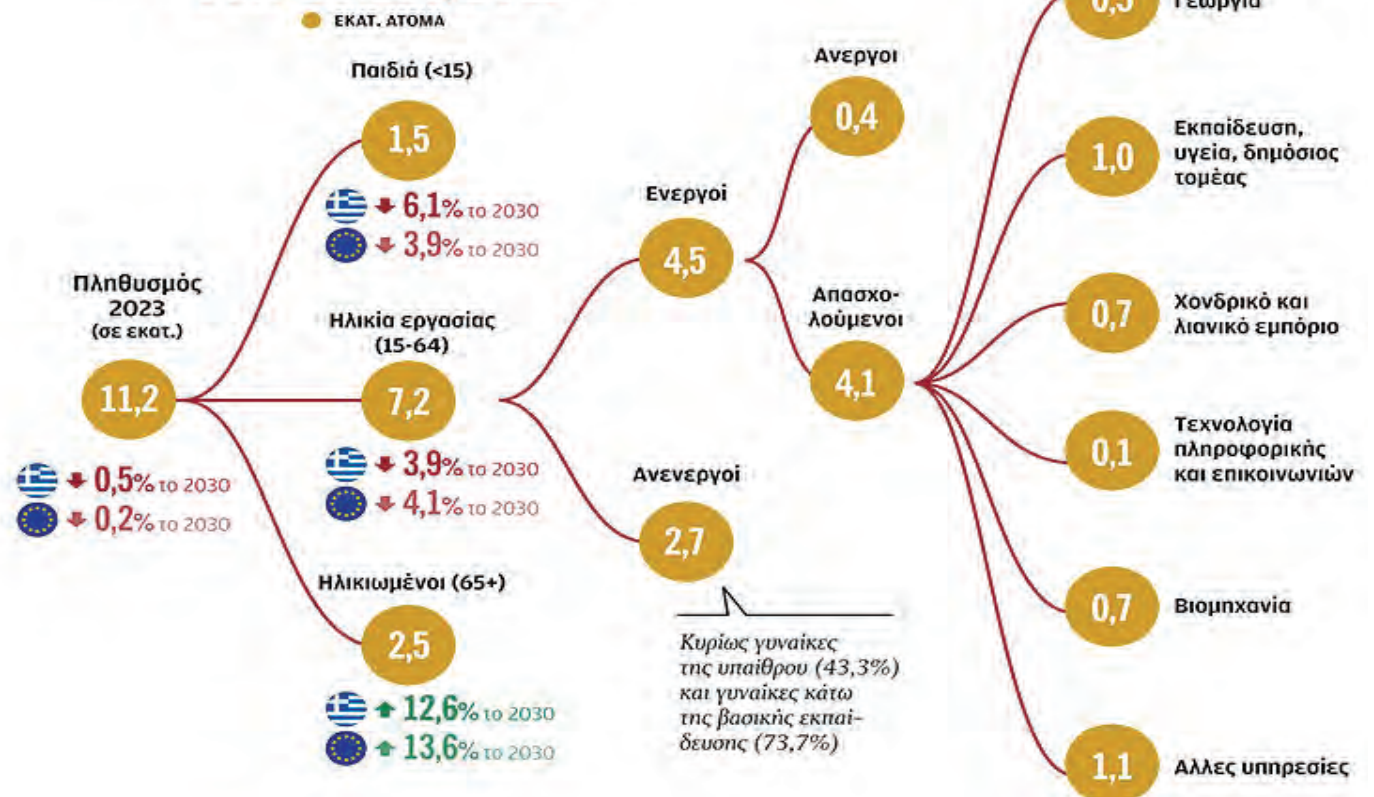 ΕΚΑΤ. ΑΤΟΜΑ
Πληθυσμός
2023
(σε εκατ.)
11,2
0,5% το 2030
0,2% το 2030
Παιδιά (<15)
1,5
6,1% το 2030
3,9% το 2030
Ηλικία εργασίας
(15-64)
7,2
3,9% το 2030
4,1% το 2030
Ηλικιωμένοι (65+)
2,5
12,6% το 2030
13,6% το 2030
Ενεργοί
4,5
Ανενεργοί
2,7
Κυρίως γυναίκες
της υπαίθρου (43,3%)
και γυναίκες κάτω
της βασικής εκπαί-
δευσης (73,7%)
Ανεργοι
0,4
Απασχο-
λούμενοι
4,1
Γεωργία
1,0
Εκπαίδευση,
υγεία, δημόσιος
τομέας
0,7
Χονδρικό και
λιανικό εμπόριο
0,1
Τεχνολογία
πληροφορικής
και επικοινωνιών
0,7
Βιομηχανία
1,1
Αλλες υπηρεσίες